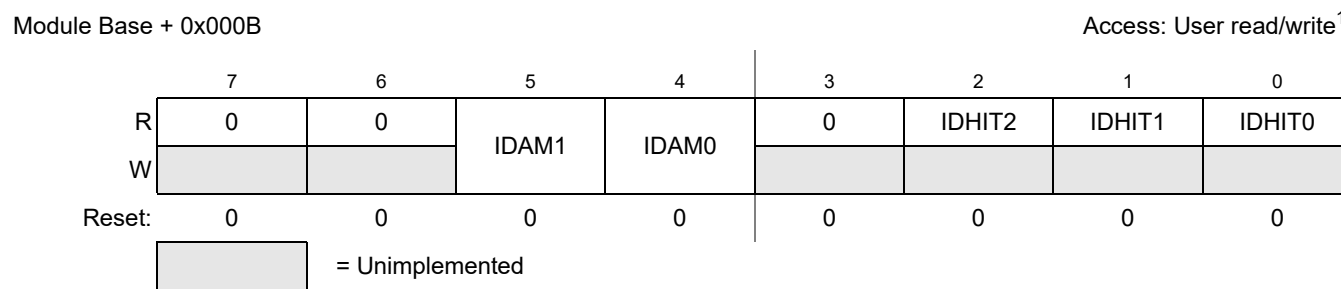 Module Base + 0x000B Access: User read/write1
7 6 5 4 3 2 1 0
R 0 0 IDAM1 IDAM0 0 IDHIT2 IDHIT1 IDHIT0
W
Reset: 0 0 0 0 0 0 0 0
= Unimplemented